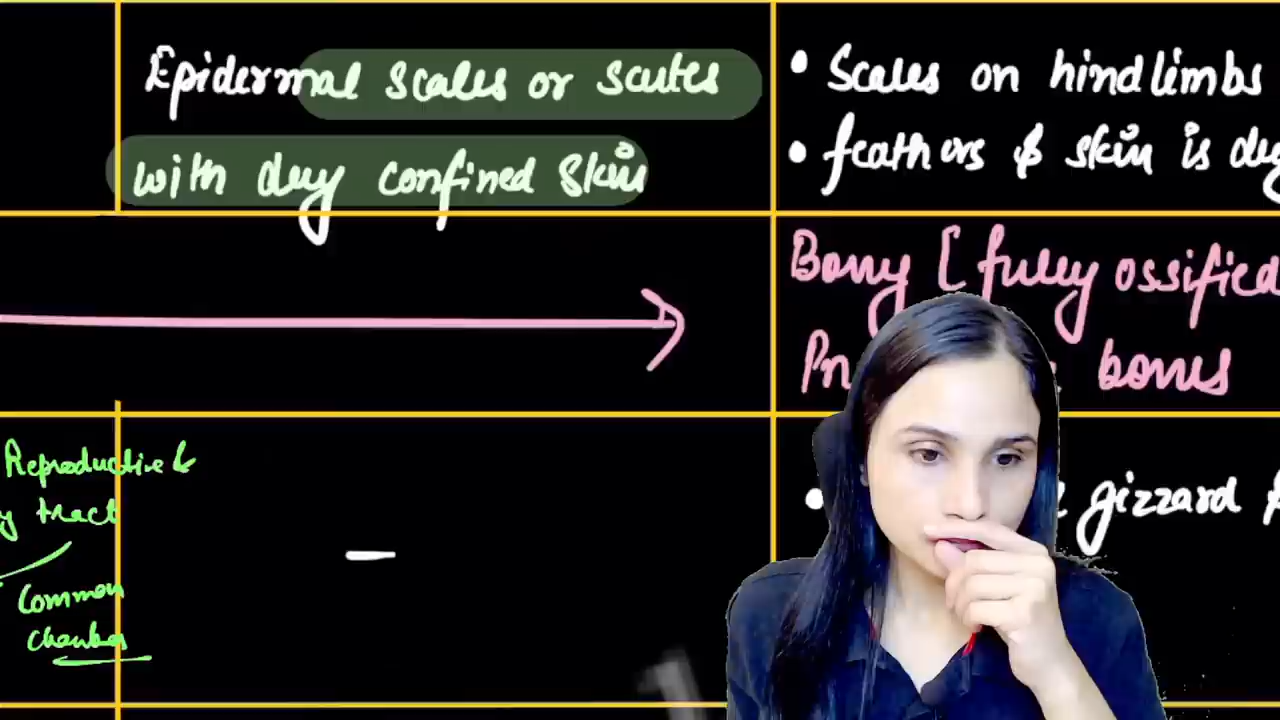 Epidermal scales or scutes
with dry confined skin
• Scales on hindlimbs
• feathers & skin is
Bony [fully ossified
bones
Reproductive &
tract
Common
chamber
—
• gizzard &